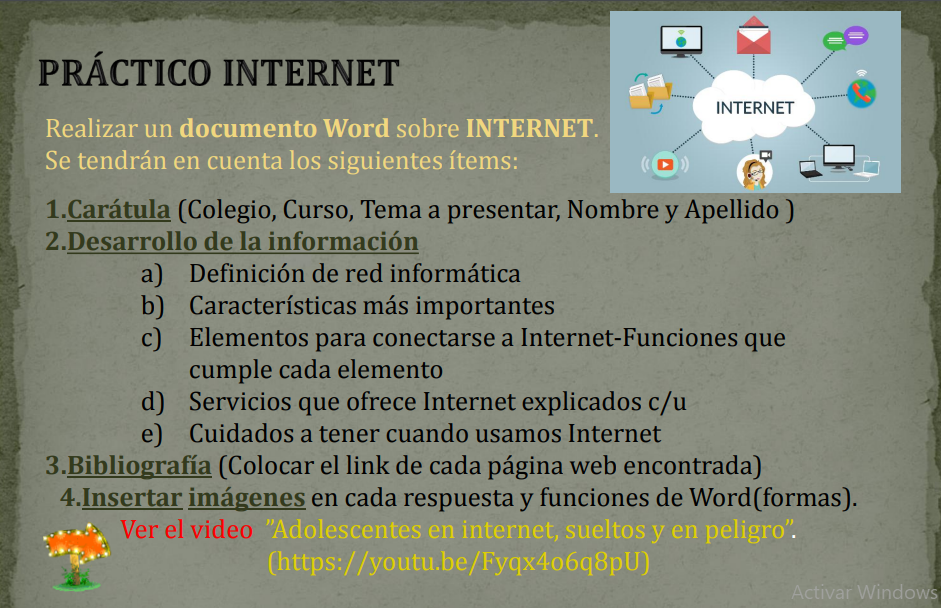 PRÁCTICO INTERNET
INTERNET
Realizar un documento Word sobre INTERNET.
Se tendrán en cuenta los siguientes ítems:
1.Carátula (Colegio, Curso, Tema a presentar, Nombre y Apellido )
2.Desarrollo de la información
a) Definición de red informática
b) Características más importantes
c) Elementos para conectarse a Internet-Funciones que
cumple cada elemento
d) Servicios que ofrece Internet explicados c/u
e) Cuidados a tener cuando usamos Internet
3.Bibliografía (Colocar el link de cada página web encontrada)
4.Insertar imágenes en cada respuesta y funciones de Word(formas).
Ver el video ”Adolescentes en internet, sueltos y en peligro”.
(https://youtu.be/Fyqx4o6q8pU)
Activar Windows